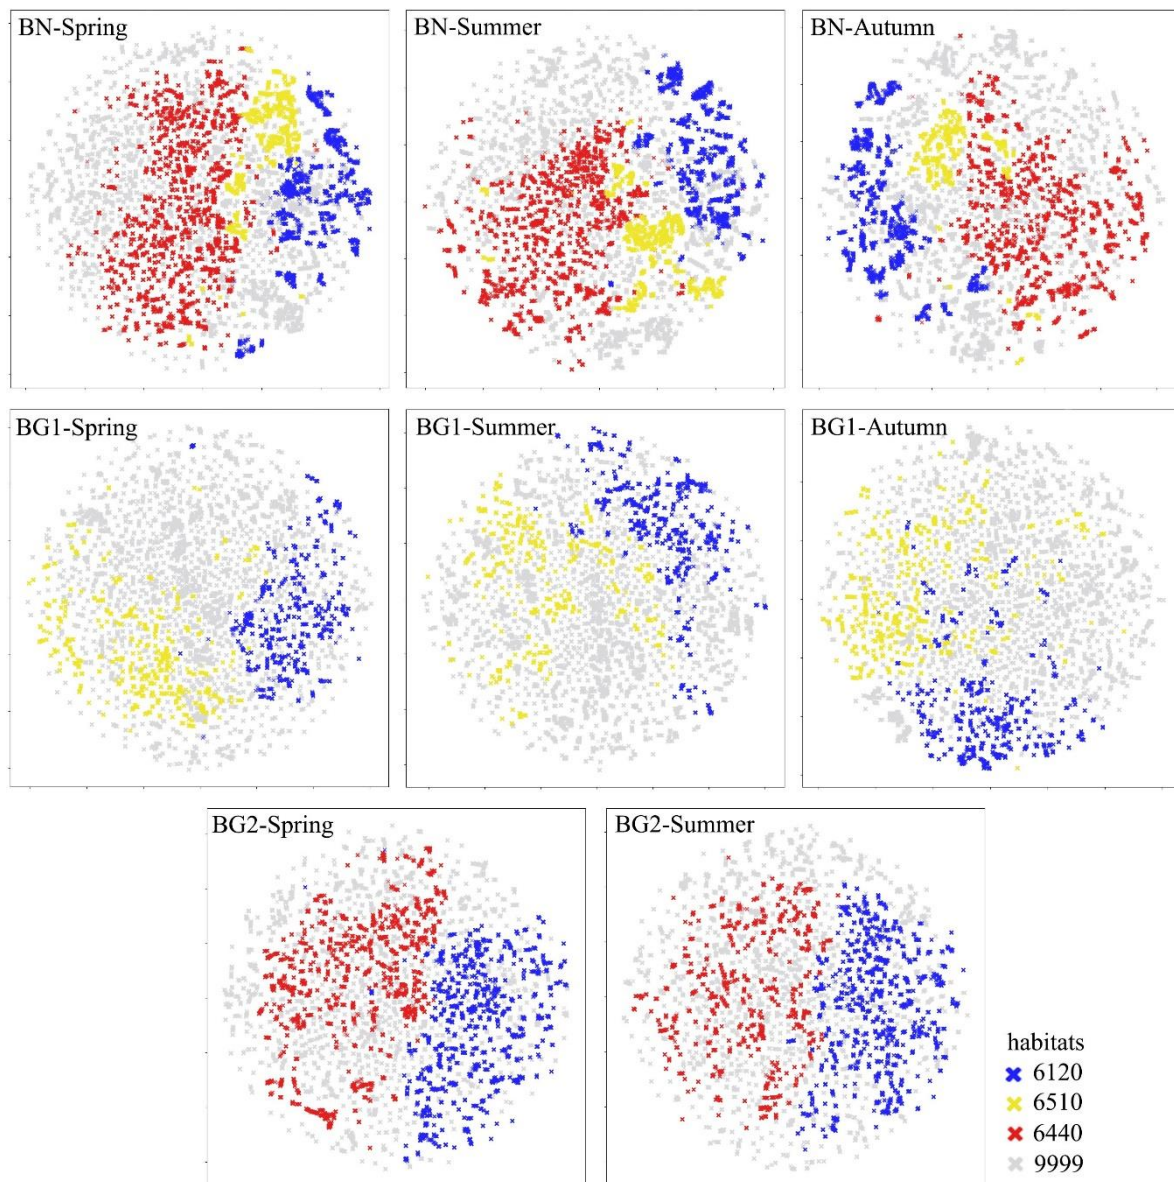 BN-Spring
BN-Summer
BN-Autumn
BG1-Spring
BG1-Summer
BG1-Autumn
BG2-Spring
BG2-Summer
habitats
6120
6510
6440
9999